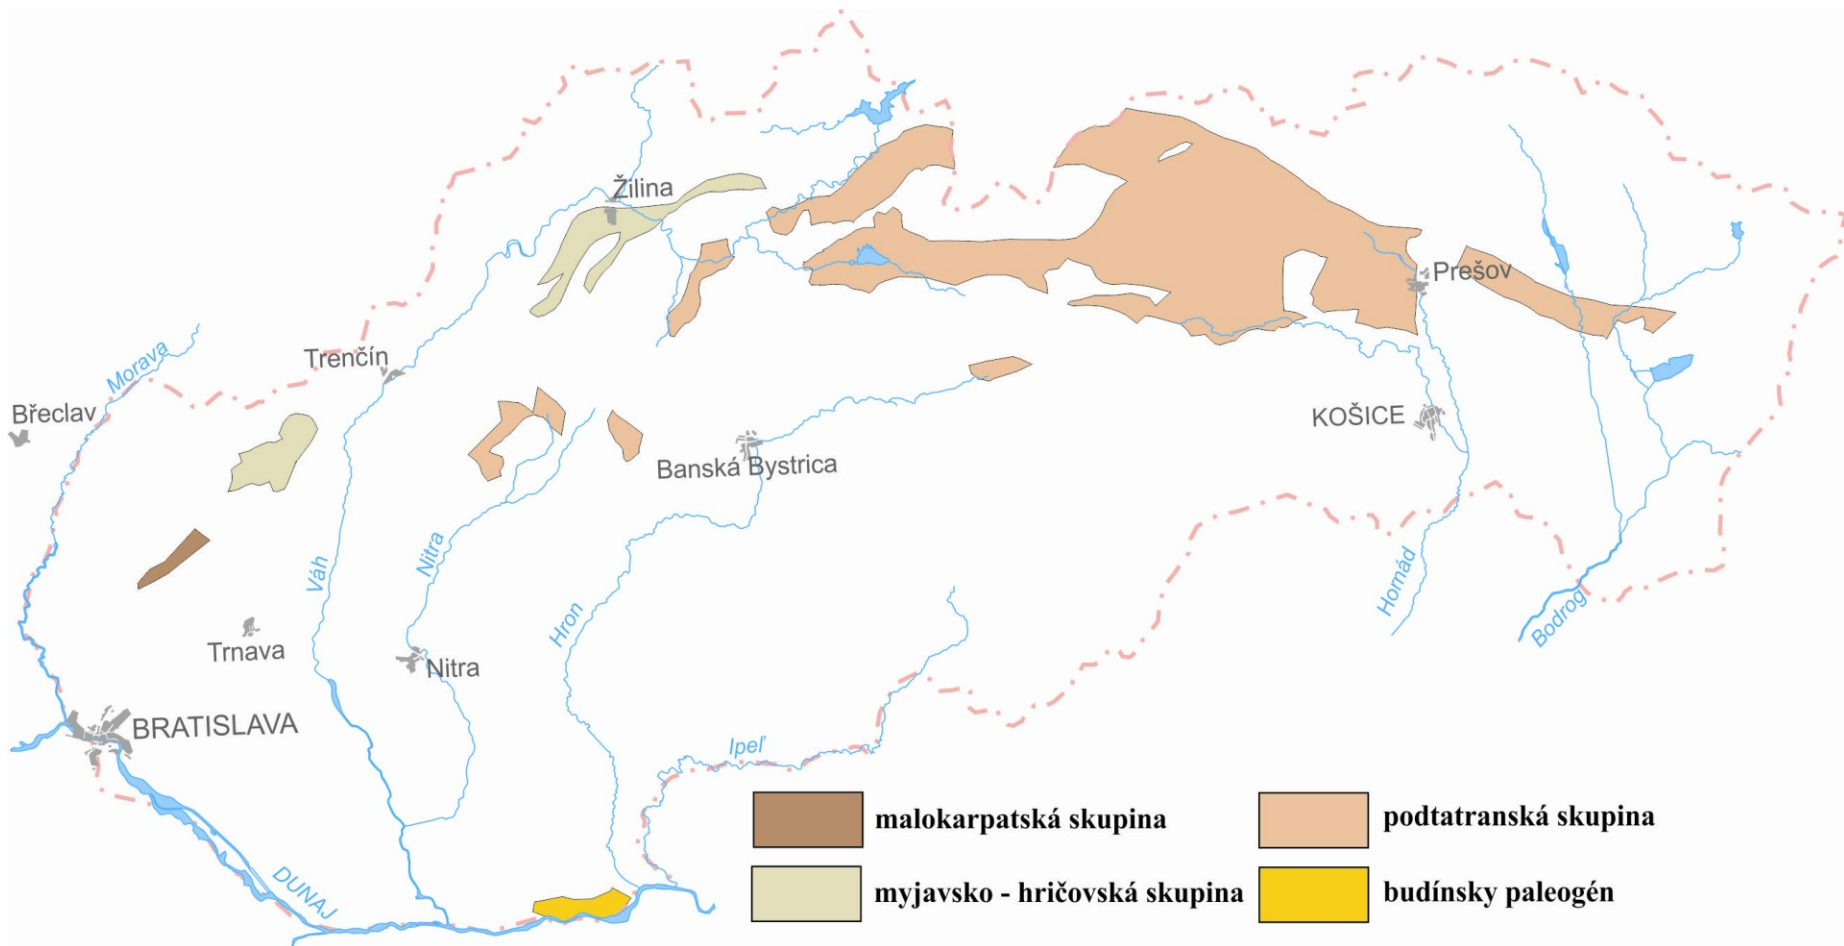 Žilina
Prešov
Morava
Trenčín
Břeclav
KOŠICE
Banská Bystrica
Váh
Nitra
Hron
Hornád
Bodrog
Trnava
Nitra
BRATISLAVA
Ipeľ
DUNAJ
malokarpatská skupina
podtatranská skupina
myjavsko - hričovská skupina
budínsky paleogén